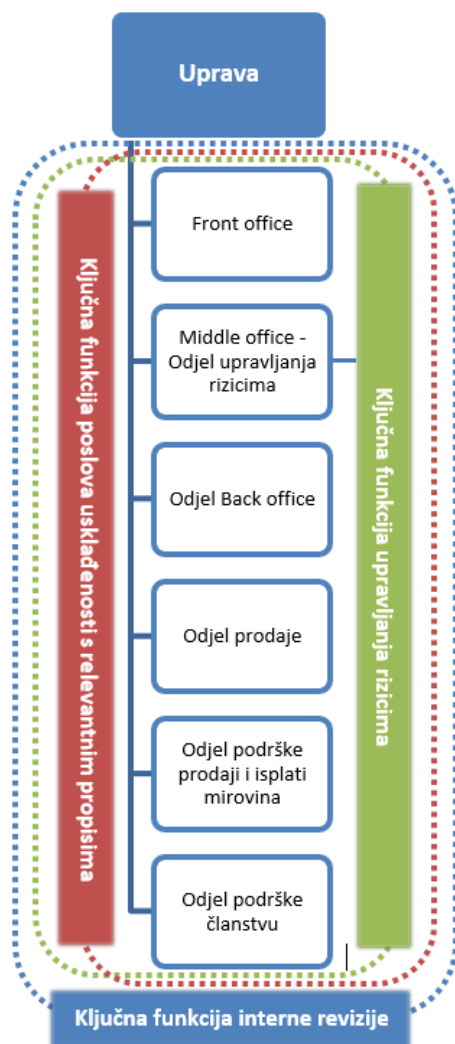 Uprava
Ključna funkcija poslova usklađenosti s relevantnim propisima
Front office
Middle office -
Odjel upravljanja
rizicima
Odjel Back office
Odjel prodaje
Odjel podrške
prodaji i isplati
mirovina
Odjel podrške
članstvu
Ključna funkcija upravljanja rizicima
Ključna funkcija interne revizije